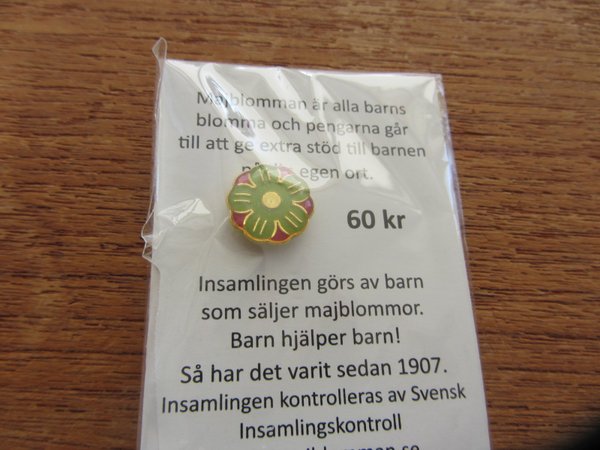 Majblomman är alla barns
blomma och pengarna går
till att ge extra stöd till barnen
egen ort.
60 kr
Insamlingen görs av barn
som säljer majblommor.
Barn hjälper barn!
Så har det varit sedan 1907.
Insamlingen kontrolleras av Svensk
Insamlingskontroll